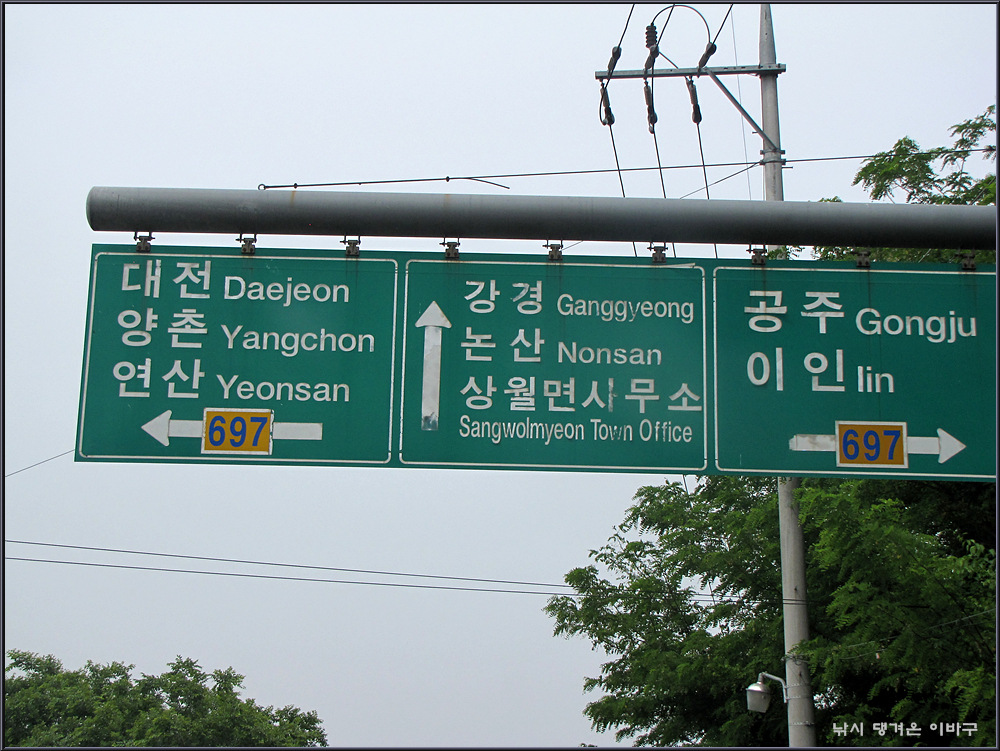 대전 Daejeon
양촌 Yangchon
연산 Yeonsan
697
강경 Ganggyeong
논산 Nonsan
상월면사무소
Sangwolmyeon Town Office
공주 Gongju
이인 Iin
697
낚시 댕겨온 이바구